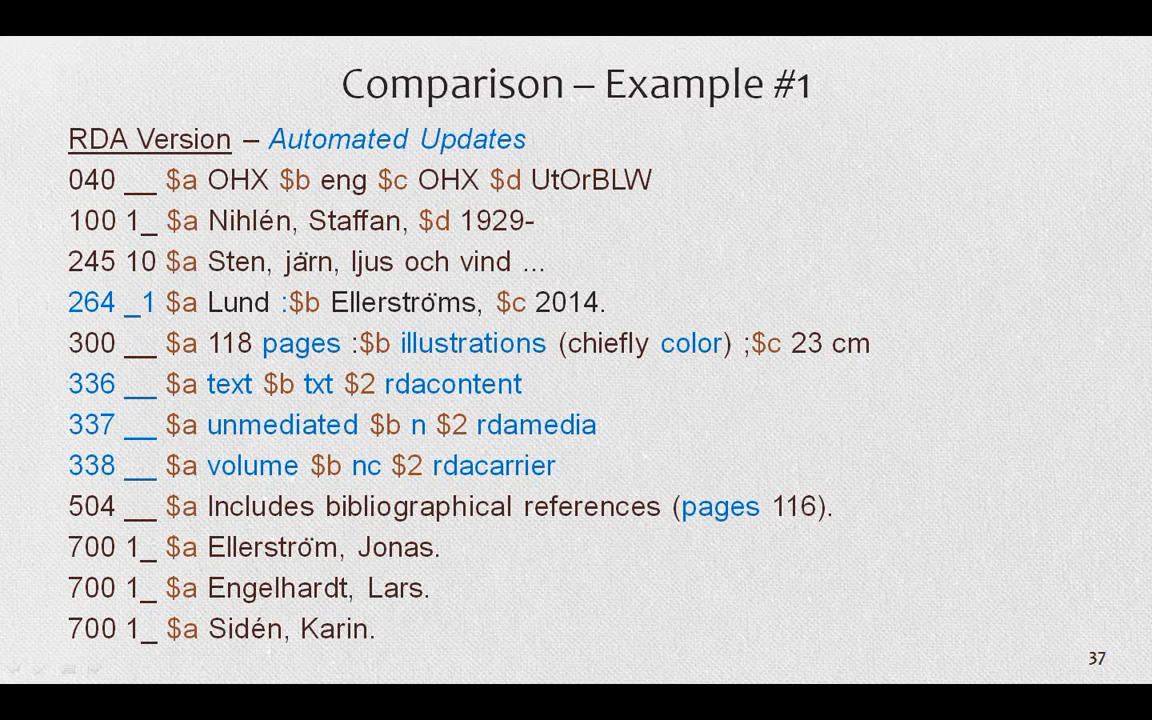 Comparison – Example #1
RDA Version – Automated Updates
040 __ $a OHX $b eng $c OHX $d UtOrBLW
100 1_ $a Nihlén, Staffan, $d 1929-
245 10 $a Sten, järn, ljus och vind ...
264 _1 $a Lund :$b Ellerströms, $c 2014.
300 __ $a 118 pages :$b illustrations (chiefly color) ;$c 23 cm
336 __ $a text $b txt $2 rdacontent
337 __ $a unmediated $b n $2 rdamedia
338 __ $a volume $b nc $2 rdacarrier
504 __ $a Includes bibliographical references (pages 116).
700 1_ $a Ellerström, Jonas.
700 1_ $a Engelhardt, Lars.
700 1_ $a Sidén, Karin.
37